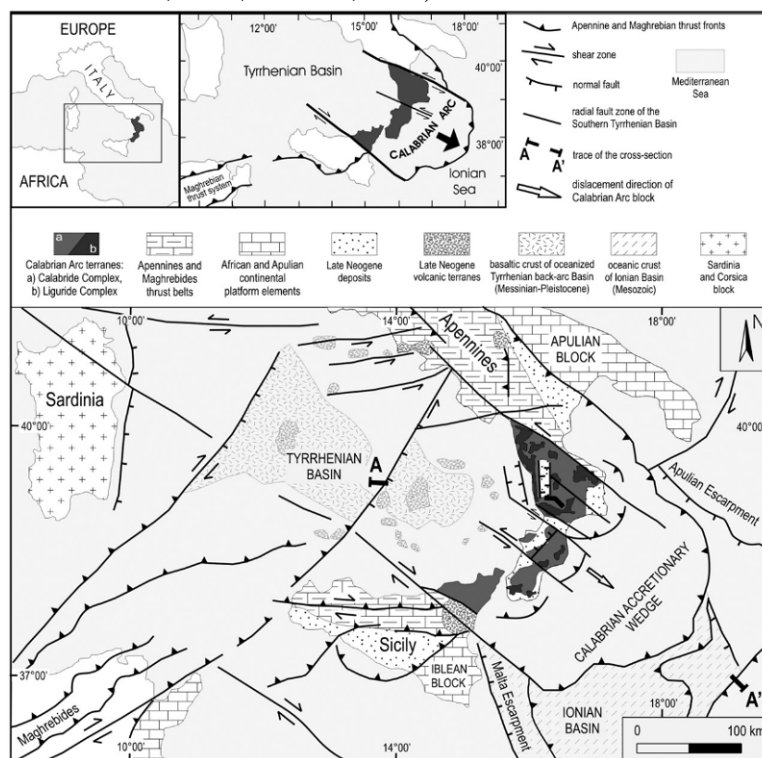 EUROPE
ITALY
AFRICA
12°00'
15°00'
18°00'
40°00'
38°00'
Tyrrhenian Basin
CALABRIAN ARC
Ionian
Sea
Maghrebian
thrust system
Apennine and Maghrebian thrust fronts
shear zone
normal fault
Mediterranean
Sea
radial fault zone of the
Southern Tyrrhenian Basin
A A'
trace of the cross-section
dislacement direction of
Calabrian Arc block
a
b
Calabrian Arc terranes:
a) Calabride Complex,
b) Liguride Complex
Apennines and
Maghrebides
thrust belts
African and Apulian
continental
platform elements
Late Neogene
deposits
Late Neogene
volcanic terranes
basaltic crust of oceanized
Tyrrhenian back-arc Basin
(Messinian-Pleistocene)
oceanic crust
of Ionian Basin
(Mesozoic)
Sardinia
and Corsica
block
10°00'
14°00'
18°00'
N
Apennines
APULIAN
BLOCK
Sardinia
40°00'
40°00'
TYRRHENIAN
BASIN
A
Apulian Escarpment
CALABRIAN ACCRETIONARY
WEDGE
Sicily
IBLEAN
BLOCK
37°00'
Malta Escarpment
IONIAN
BASIN
A'
Maghrebides
10°00'
14°00'
18°00'
0 100 km